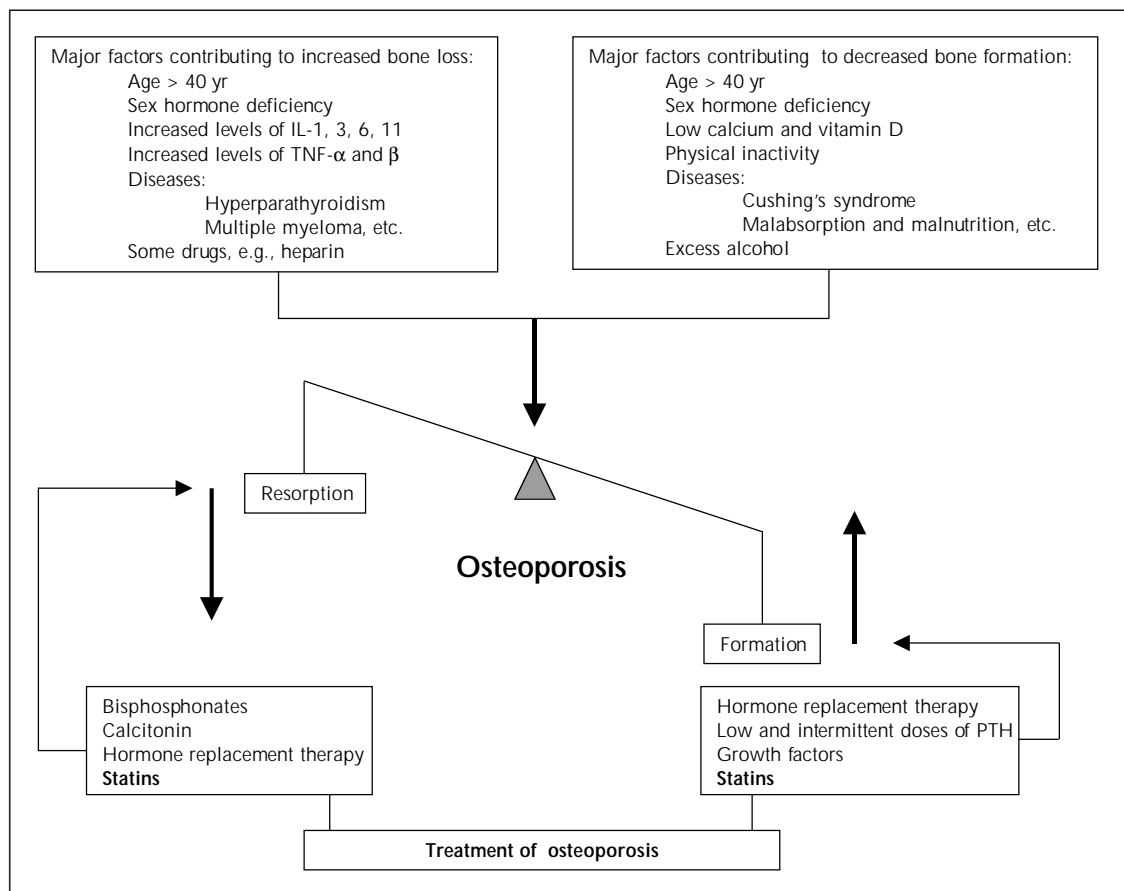 Major factors contributing to increased bone loss:
Age > 40 yr
Sex hormone deficiency
Increased levels of IL-1, 3, 6, 11
Increased levels of TNF-α and β
Diseases:
Hyperparathyroidism
Multiple myeloma, etc.
Some drugs, e.g., heparin
Major factors contributing to decreased bone formation:
Age > 40 yr
Sex hormone deficiency
Low calcium and vitamin D
Physical inactivity
Diseases:
Cushing's syndrome
Malabsorption and malnutrition, etc.
Excess alcohol
Resorption
Osteoporosis
Formation
Bisphosphonates
Calcitonin
Hormone replacement therapy
Statins
Hormone replacement therapy
Low and intermittent doses of PTH
Growth factors
Statins
Treatment of osteoporosis